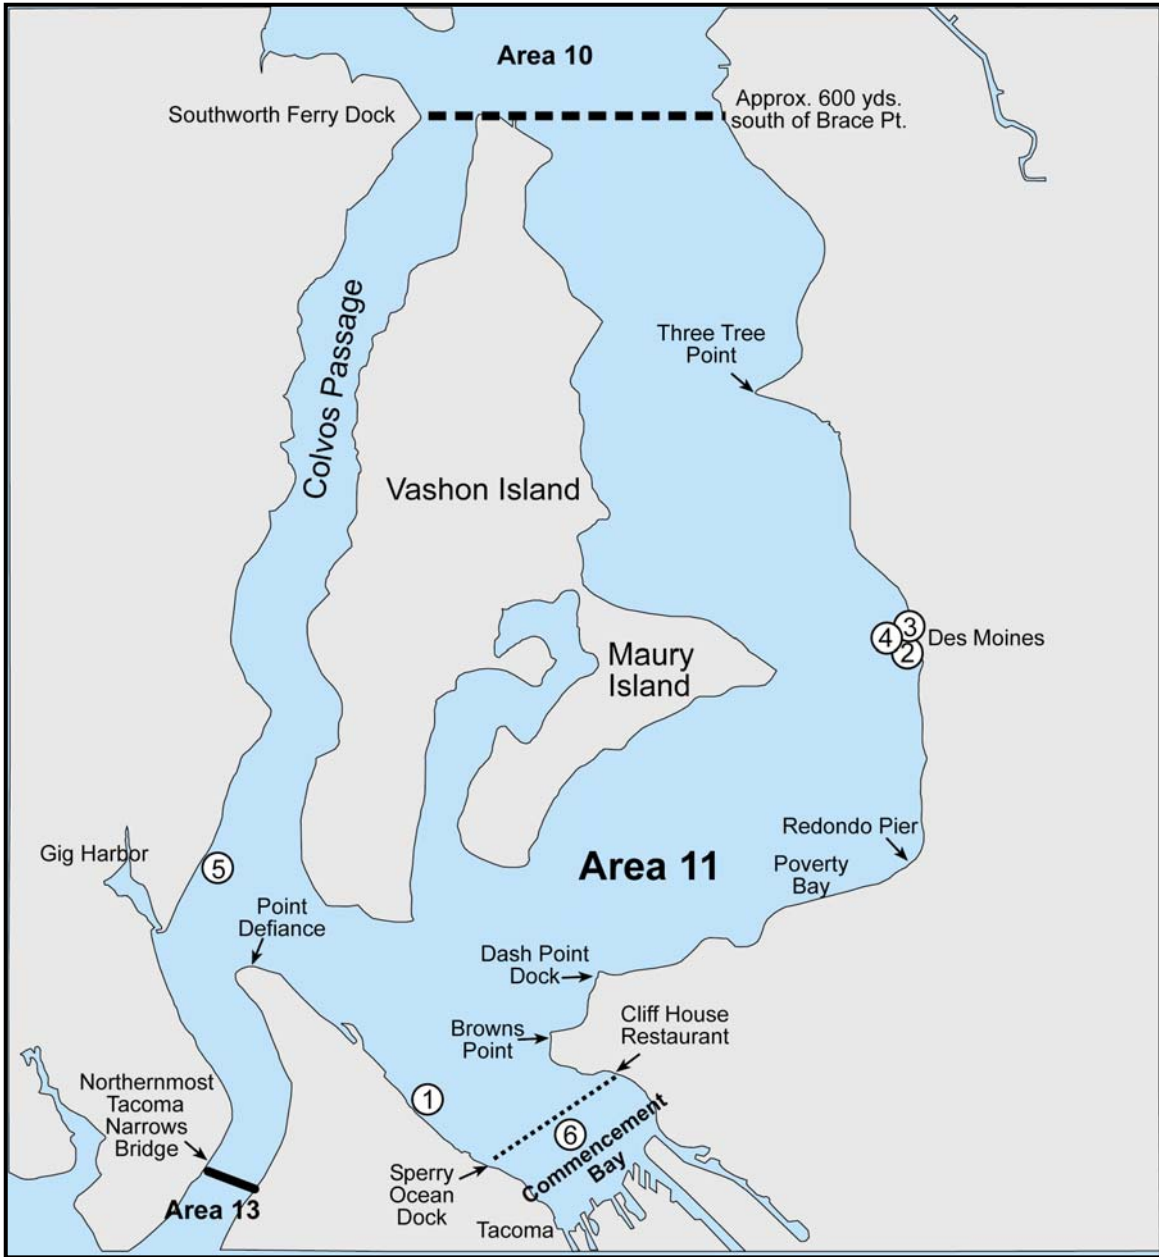 Area 10
Southworth Ferry Dock
Approx. 600 yds.
south of Brace Pt.
Colvos Passage
Three Tree
Point
Vashon Island
3
4
2
Des Moines
Maury
Island
Redondo Pier
Poverty
Bay
Gig Harbor
5
Area 11
Point
Defiance
Dash Point
Dock
Cliff House
Restaurant
Browns
Point
Northernmost
Tacoma
Narrows
Bridge
1
6
Commencement
Bay
Sperry
Ocean
Dock
Area 13
Tacoma